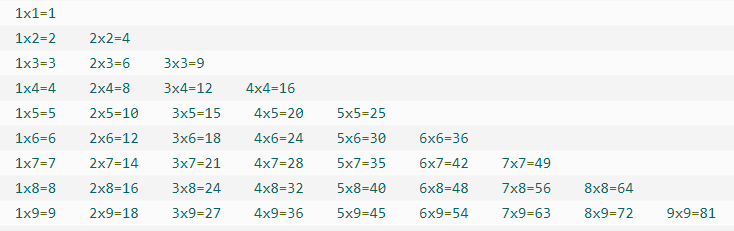 1x1=1
1x2=2 2x2=4
1x3=3 2x3=6 3x3=9
1x4=4 2x4=8 3x4=12 4x4=16
1x5=5 2x5=10 3x5=15 4x5=20 5x5=25
1x6=6 2x6=12 3x6=18 4x6=24 5x6=30 6x6=36
1x7=7 2x7=14 3x7=21 4x7=28 5x7=35 6x7=42 7x7=49
1x8=8 2x8=16 3x8=24 4x8=32 5x8=40 6x8=48 7x8=56 8x8=64
1x9=9 2x9=18 3x9=27 4x9=36 5x9=45 6x9=54 7x9=63 8x9=72 9x9=81